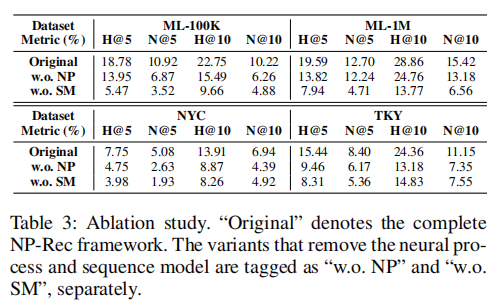 Dataset ML-100K ML-1M
Metric (%) H@5 N@5 H@10 N@10 H@5 N@5 H@10 N@10
Original 18.78 10.92 22.75 10.22 19.59 12.70 28.86 15.42
w.o. NP 13.95 6.87 15.49 6.26 13.82 12.24 24.76 13.18
w.o. SM 5.47 3.52 9.66 4.88 7.94 4.71 13.77 6.56
Dataset NYC TKY
Metric (%) H@5 N@5 H@10 N@10 H@5 N@5 H@10 N@10
Original 7.75 5.08 13.91 6.94 15.44 8.40 24.36 11.15
w.o. NP 4.75 2.63 8.87 4.39 9.46 6.17 13.18 7.35
w.o. SM 3.98 1.93 8.26 4.92 8.31 5.36 14.83 7.55
Table 3: Ablation study. “Original” denotes the complete
NP-Rec framework. The variants that remove the neural pro-
cess and sequence model are tagged as “w.o. NP” and “w.o.
SM”, separately.